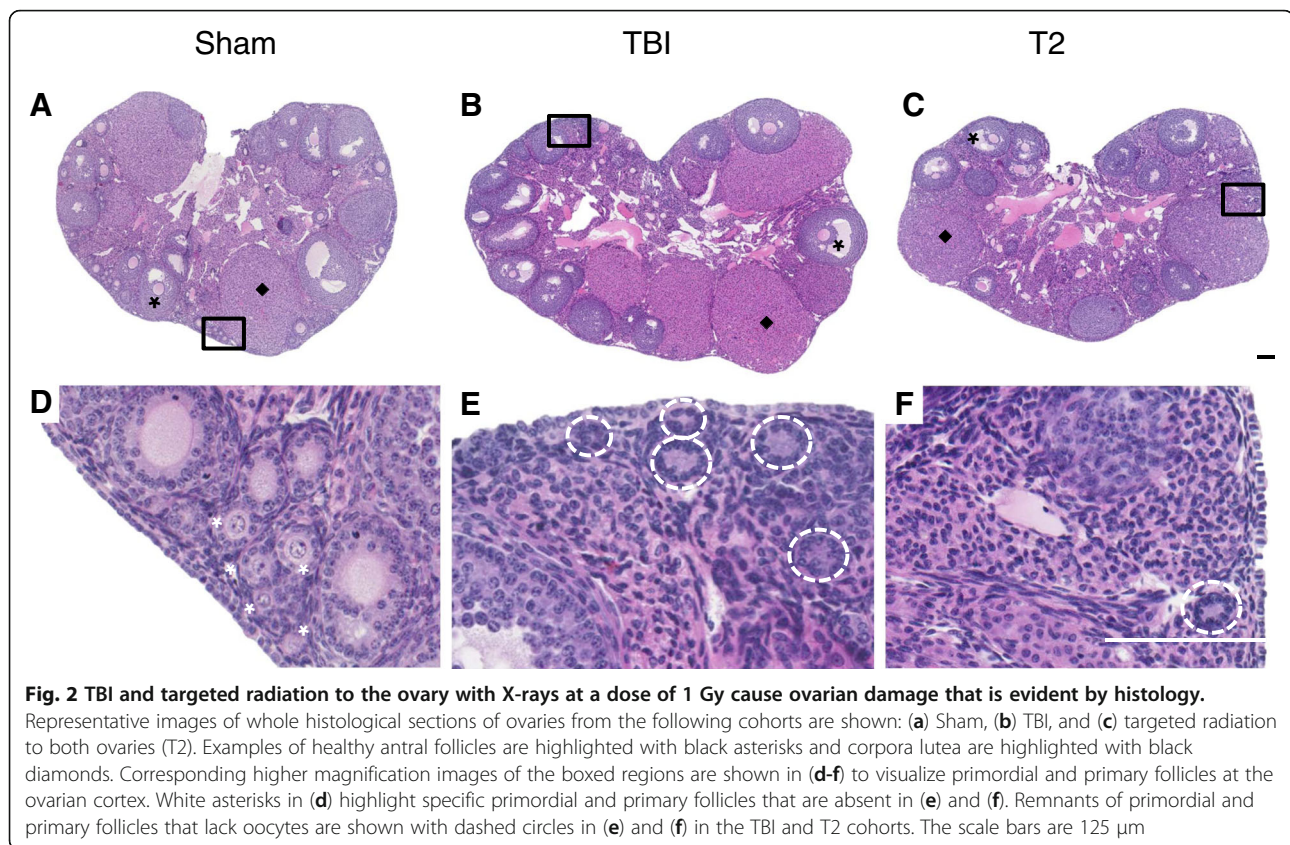 Sham TBI T2
A B C
D E F
Fig. 2 TBI and targeted radiation to the ovary with X-rays at a dose of 1 Gy cause ovarian damage that is evident by histology.
Representative images of whole histological sections of ovaries from the following cohorts are shown: (a) Sham, (b) TBI, and (c) targeted radiation
to both ovaries (T2). Examples of healthy antral follicles are highlighted with black asterisks and corpora lutea are highlighted with black
diamonds. Corresponding higher magnification images of the boxed regions are shown in (d-f) to visualize primordial and primary follicles at the
ovarian cortex. White asterisks in (d) highlight specific primordial and primary follicles that are absent in (e) and (f). Remnants of primordial and
primary follicles that lack oocytes are shown with dashed circles in (e) and (f) in the TBI and T2 cohorts. The scale bars are 125 μm